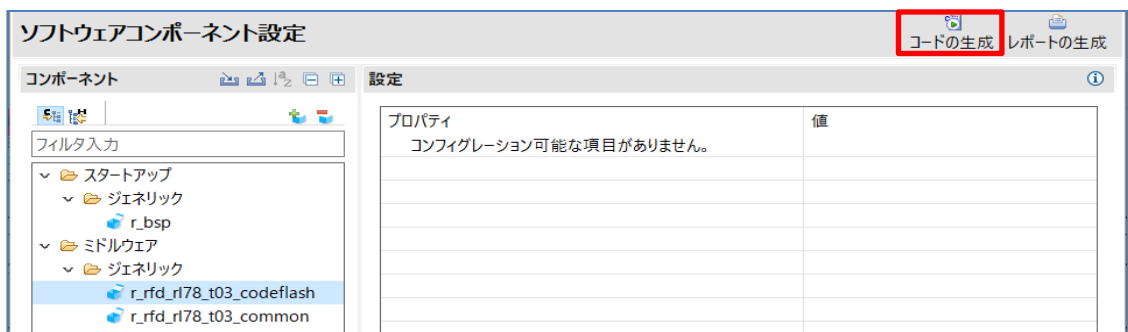 ソフトウェアコンポーネント設定
コードの生成 レポートの生成
コンポーネント
設定
フィルタ入力
スタートアップ
ジェネリック
r_bsp
ミドルウェア
ジェネリック
r_rfd_rl78_t03_codeflash
r_rfd_rl78_t03_common
プロパティ 値
コンフィグレーション可能な項目がありません。